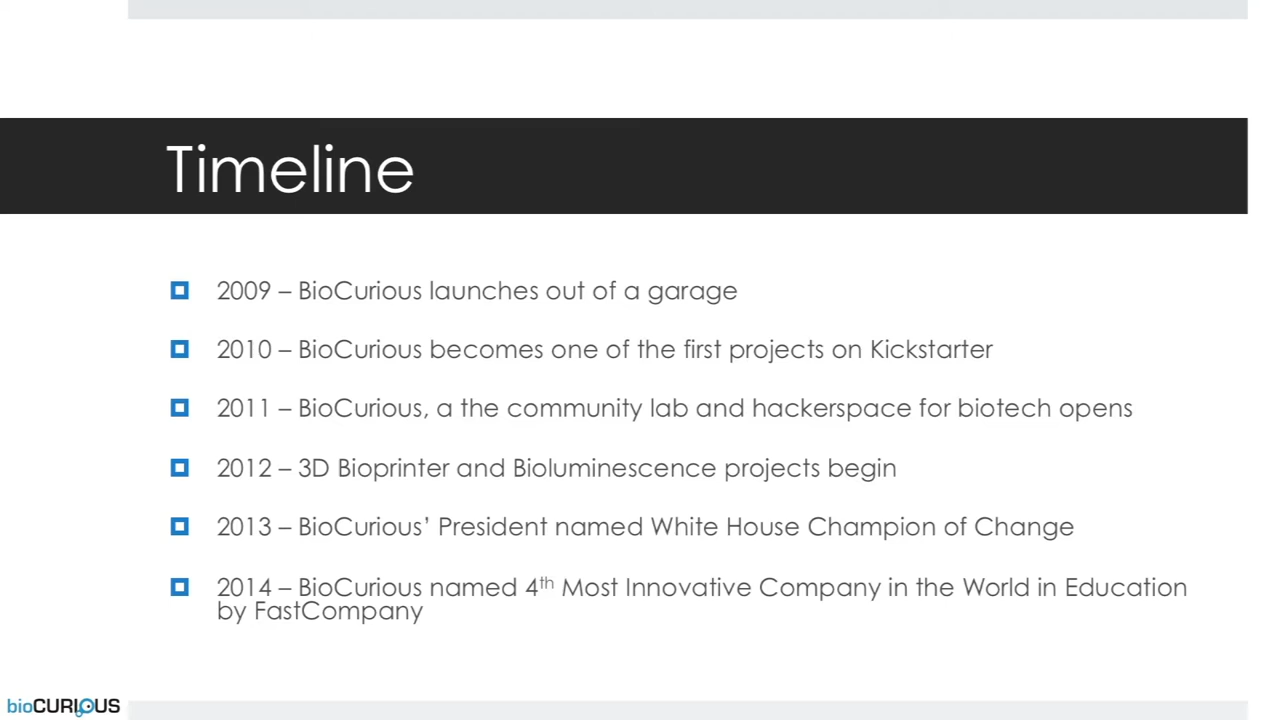 Timeline
2009 – BioCurious launches out of a garage
2010 – BioCurious becomes one of the first projects on Kickstarter
2011 – BioCurious, a the community lab and hackerspace for biotech opens
2012 – 3D Bioprinter and Bioluminescence projects begin
2013 – BioCurious’ President named White House Champion of Change
2014 – BioCurious named 4th Most Innovative Company in the World in Education
by FastCompany
bioCURIOUS